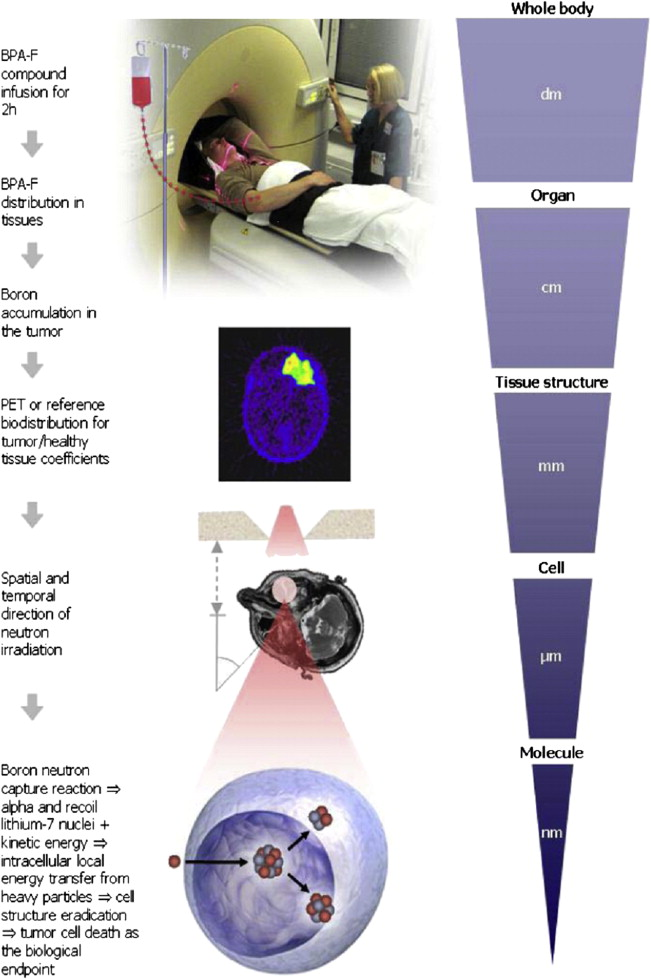 BPA-F
compound
infusion for
2h
BPA-F
distribution in
tissues
Boron
accumulation in
the tumor
PET or reference
biodistribution for
tumor/healthy
tissue coefficients
Spatial and
temporal
direction of
neutron
irradiation
Boron neutron
capture reaction ⇒
alpha and recoil
lithium-7 nuclei +
kinetic energy ⇒
intracellular local
energy transfer from
heavy particles ⇒ cell
structure eradication
⇒ tumor cell death as
the biological
endpoint
Whole body
dm
Organ
cm
Tissue structure
mm
Cell
µm
Molecule
nm